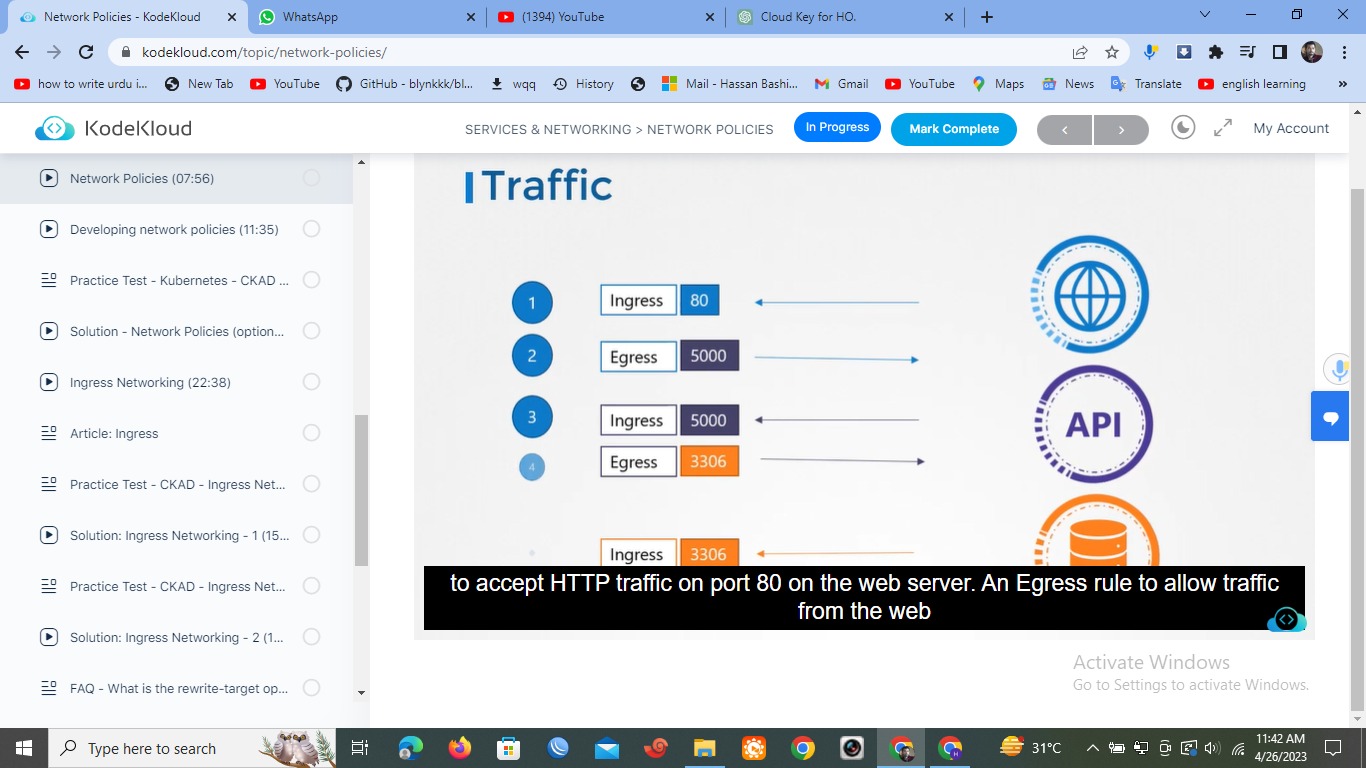 Network Policies - KodeKloud
WhatsApp
(1394) YouTube
Cloud Key for HO.
kodekloud.com/topic/network-policies/
how to write urdu i...
New Tab
YouTube
GitHub - blynkkk/bl...
wqq
History
Mail - Hassan Bashi...
Gmail
YouTube
Maps
News
Translate
english learning
KodeKloud
SERVICES & NETWORKING > NETWORK POLICIES
In Progress
Mark Complete
My Account
Network Policies (07:56)
Developing network policies (11:35)
Practice Test - Kubernetes - CKAD ...
Solution - Network Policies (option...
Ingress Networking (22:38)
Article: Ingress
Practice Test - CKAD - Ingress Net...
Solution: Ingress Networking - 1 (15...
Practice Test - CKAD - Ingress Net...
Solution: Ingress Networking - 2 (1...
FAQ - What is the rewrite-target op...
Traffic
1 Ingress 80
2 Egress 5000
3 Ingress 5000
API
4 Egress 3306
Ingress 3306
to accept HTTP traffic on port 80 on the web server. An Egress rule to allow traffic
from the web
Activate Windows
Go to Settings to activate Windows.
Type here to search
31°C
11:42 AM
4/26/2023